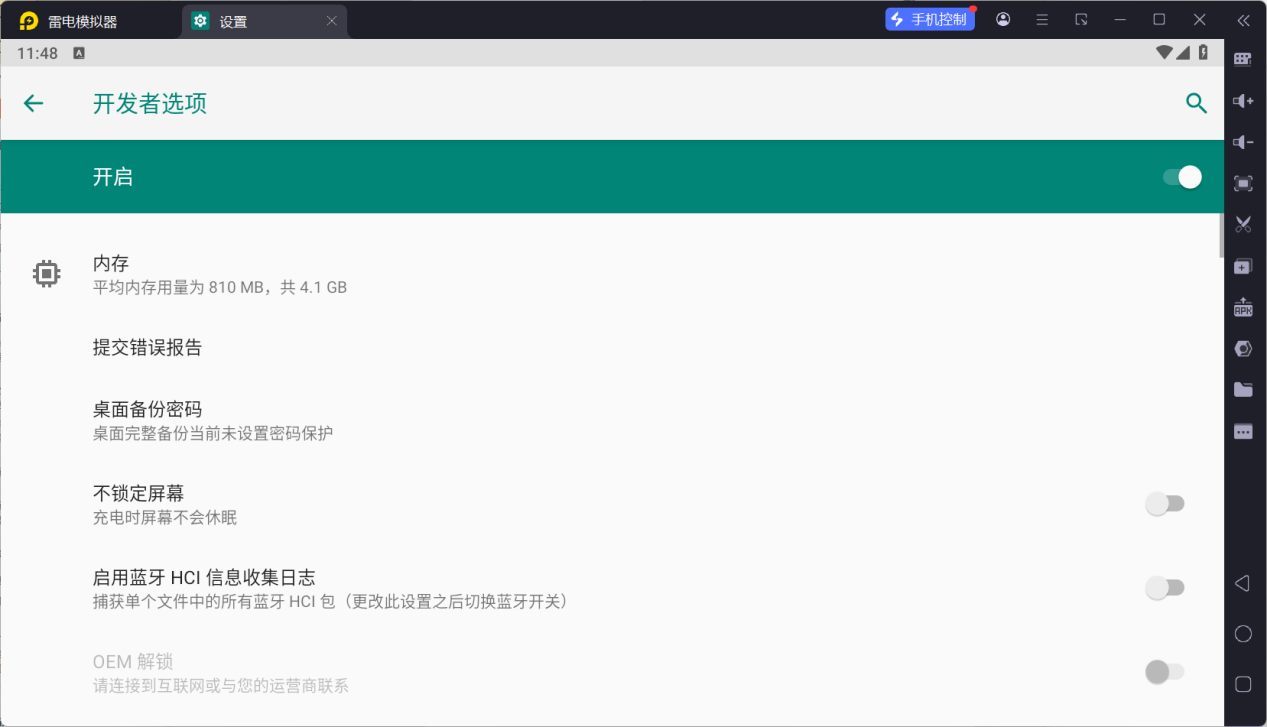 雷电模拟器
设置
手机控制
11:48
开发者选项
开启
内存
平均内存用量为 810 MB，共 4.1 GB
提交错误报告
桌面备份密码
桌面完整备份当前未设置密码保护
不锁定屏幕
充电时屏幕不会休眠
启用蓝牙 HCI 信息收集日志
捕获单个文件中的所有蓝牙 HCI 包（更改此设置之后切换蓝牙开关）
OEM 解锁
请连接到互联网或与您的运营商联系
APK